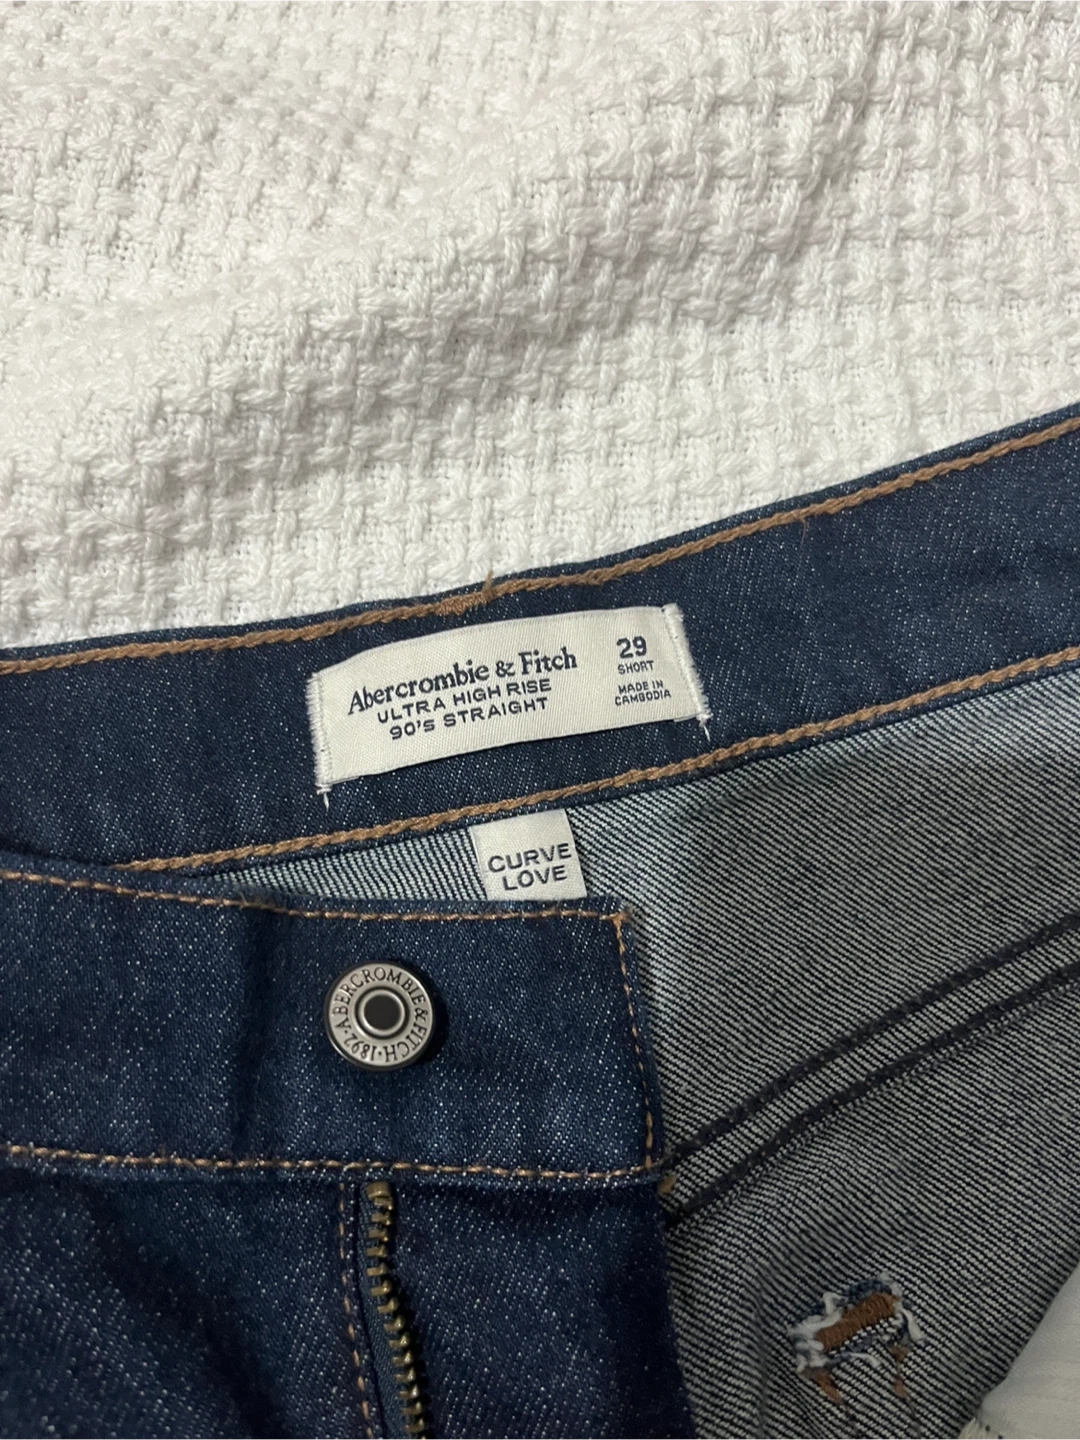 Abercrombie & Fitch
ULTRA HIGH RISE
90'S STRAIGHT
29
SHORT
MADE IN
CAMBODIA
CURVE
LOVE
ABERCROMBIE & FITCH · 1892 ·